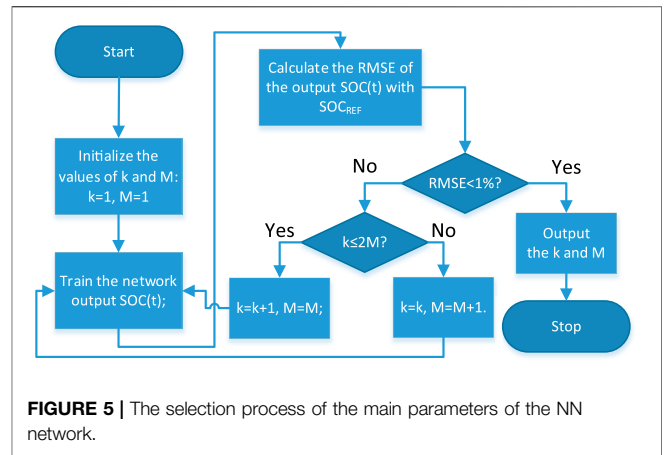 Start
Initialize the
values of k and M:
k=1, M=1
Train the network
output SOC(t);
Calculate the RMSE of
the output SOC(t) with
SOCREF
RMSE<1%?
No
Yes
k≤2M?
Yes
No
k=k+1, M=M;
k=k, M=M+1.
Output
the k and M
Stop
FIGURE 5 | The selection process of the main parameters of the NN
network.